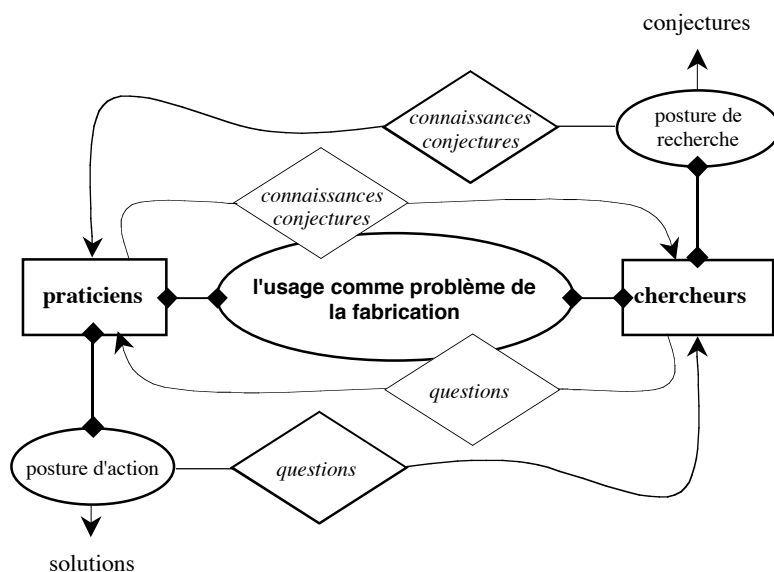 conjectures
connaissances
conjectures
posture de
recherche
connaissances
conjectures
praticiens
l'usage comme problème de
la fabrication
chercheurs
questions
posture d'action
questions
solutions